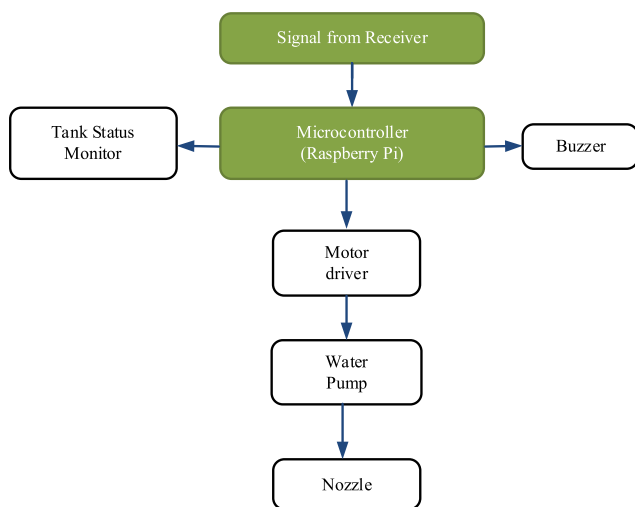 Signal from Receiver
Tank Status
Monitor
Microcontroller
(Raspberry Pi)
Buzzer
Motor
driver
Water
Pump
Nozzle